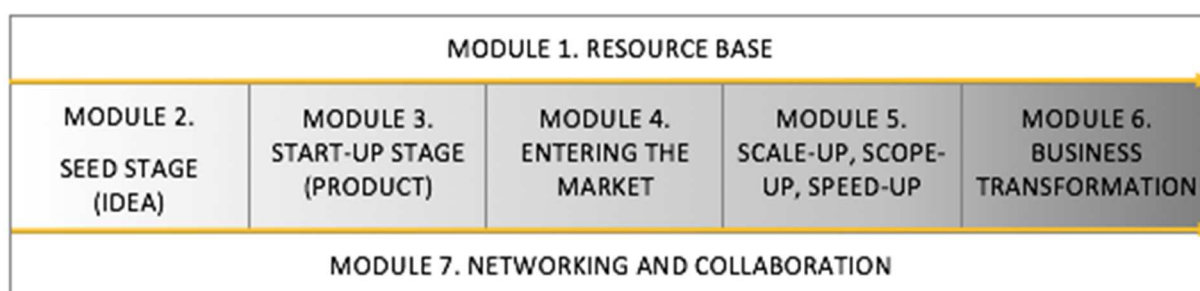 MODULE 1. RESOURCE BASE
MODULE 2.
SEED STAGE
(IDEA)
MODULE 3.
START-UP STAGE
(PRODUCT)
MODULE 4.
ENTERING THE
MARKET
MODULE 5.
SCALE-UP, SCOPE-
UP, SPEED-UP
MODULE 6.
BUSINESS
TRANSFORMATION
MODULE 7. NETWORKING AND COLLABORATION